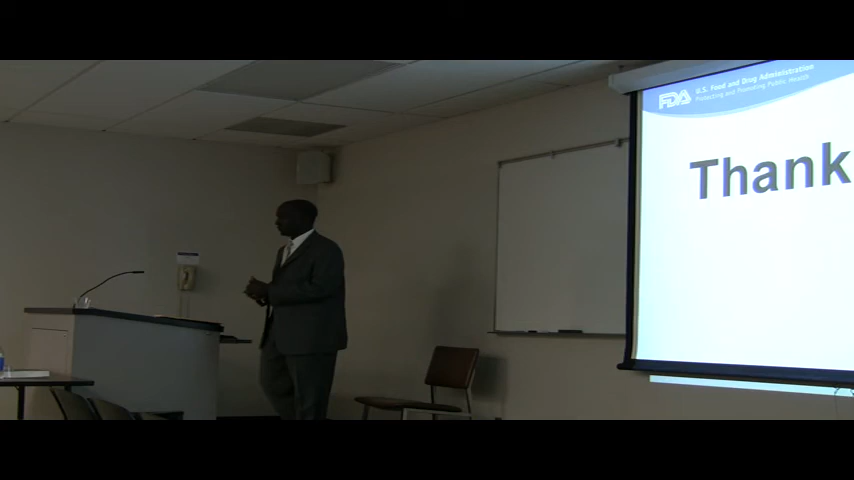 FDA
U.S. Food and Drug Administration
Protecting and Promoting Public Health
Thank